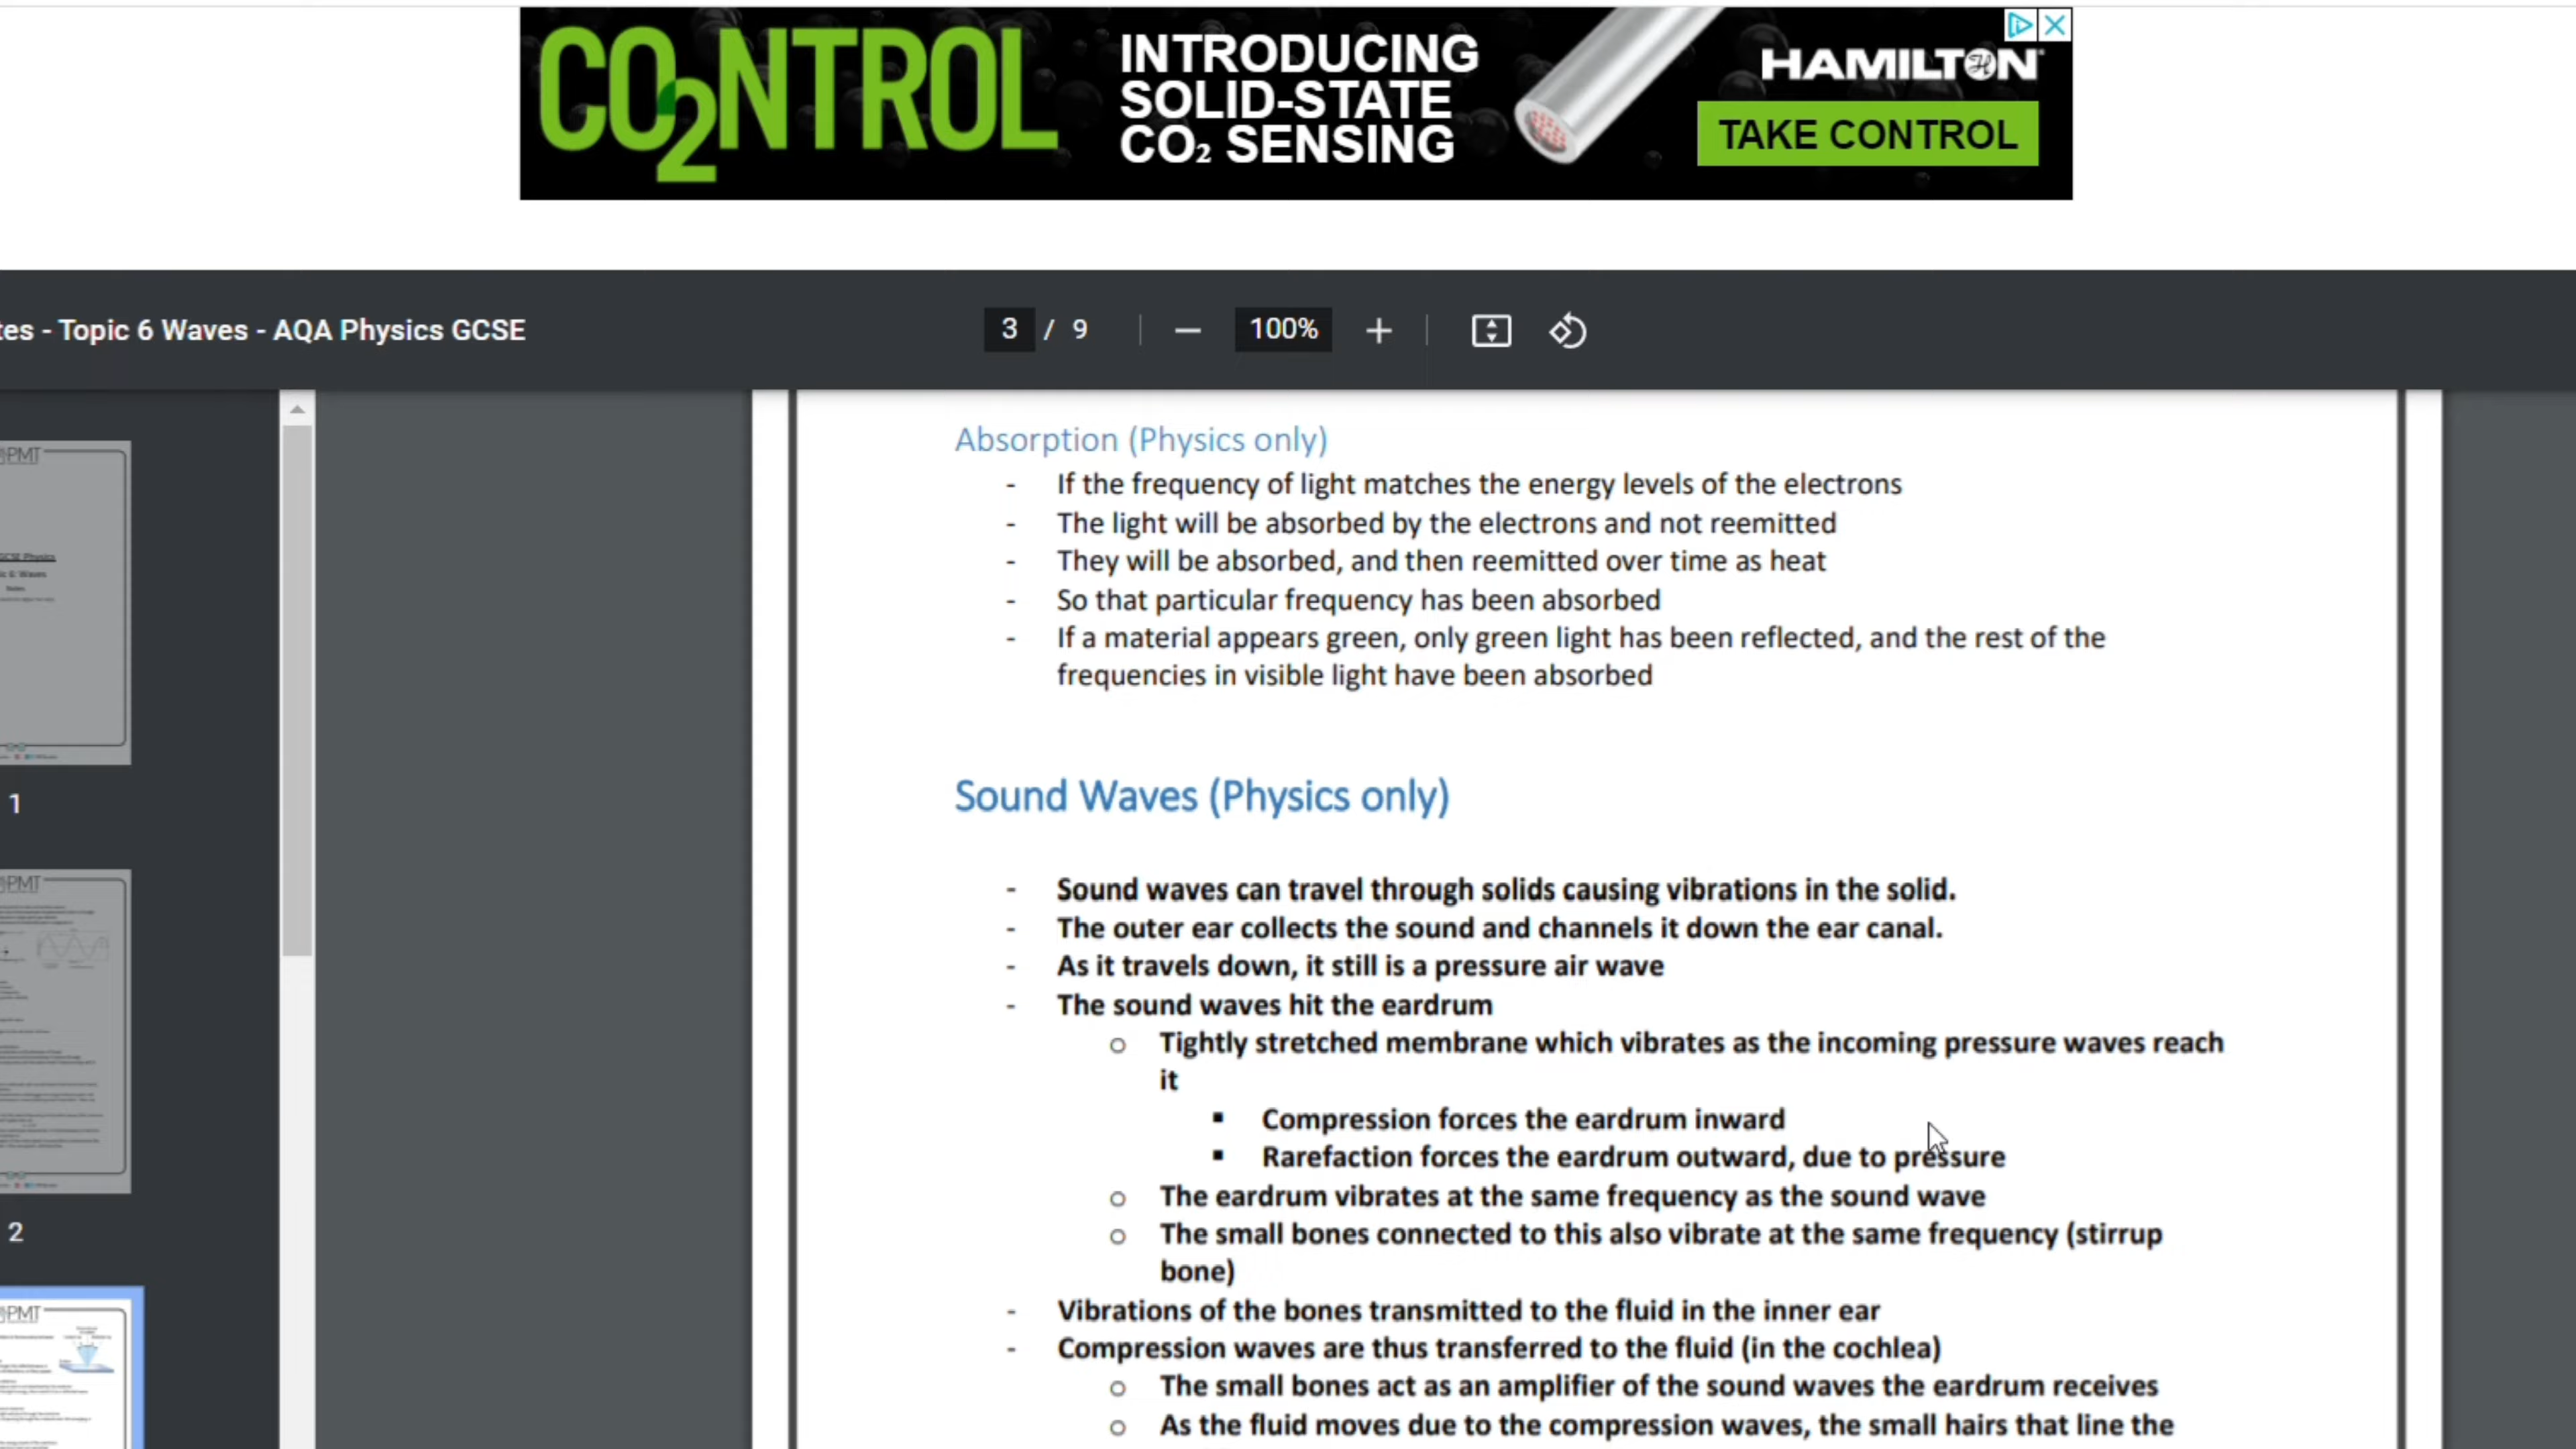 CO2NTROL
INTRODUCING
SOLID-STATE
CO₂ SENSING
HAMILTON
TAKE CONTROL
tes - Topic 6 Waves - AQA Physics GCSE
3 / 9
100%
PMT
GCSE Physics
1
PMT
2
PMT
Absorption (Physics only)
- If the frequency of light matches the energy levels of the electrons
- The light will be absorbed by the electrons and not reemitted
- They will be absorbed, and then reemitted over time as heat
- So that particular frequency has been absorbed
- If a material appears green, only green light has been reflected, and the rest of the
frequencies in visible light have been absorbed
Sound Waves (Physics only)
- Sound waves can travel through solids causing vibrations in the solid.
- The outer ear collects the sound and channels it down the ear canal.
- As it travels down, it still is a pressure air wave
- The sound waves hit the eardrum
o Tightly stretched membrane which vibrates as the incoming pressure waves reach
it
▪ Compression forces the eardrum inward
▪ Rarefaction forces the eardrum outward, due to pressure
o The eardrum vibrates at the same frequency as the sound wave
o The small bones connected to this also vibrate at the same frequency (stirrup
bone)
- Vibrations of the bones transmitted to the fluid in the inner ear
- Compression waves are thus transferred to the fluid (in the cochlea)
o The small bones act as an amplifier of the sound waves the eardrum receives
o As the fluid moves due to the compression waves, the small hairs that line the